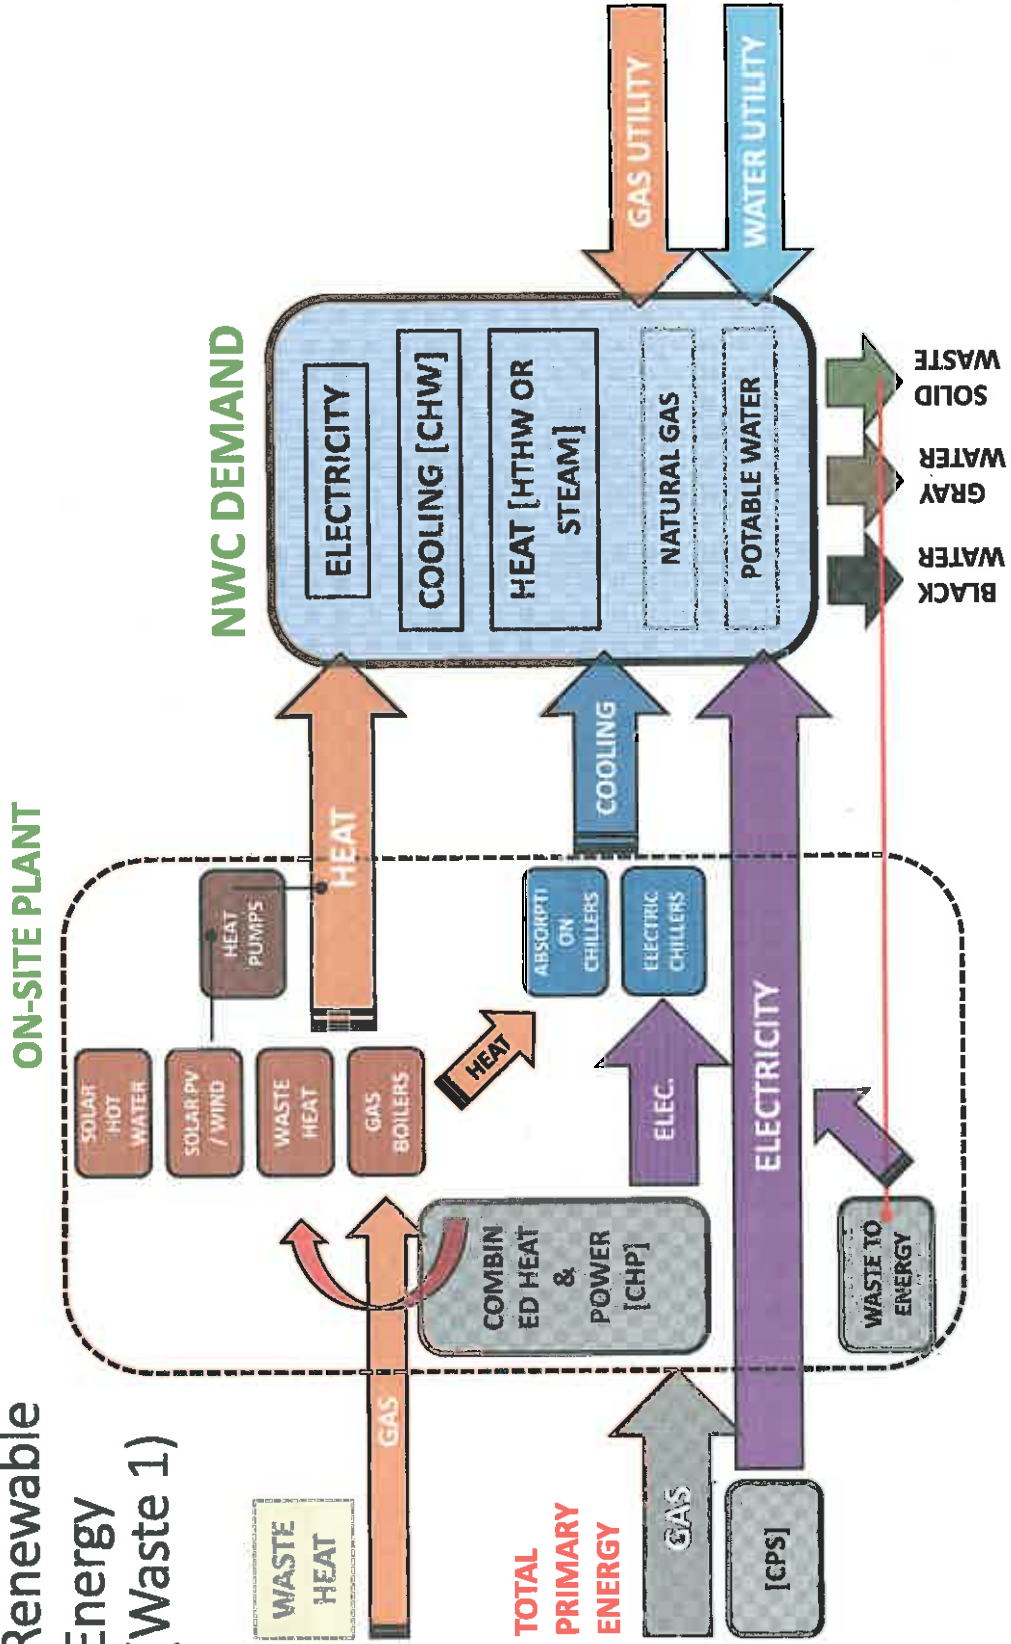 Renewable
Energy
(Waste 1)
ON-SITE PLANT
NWC DEMAND
WASTE
HEAT
GAS
TOTAL
PRIMARY
ENERGY
GAS
[CPS]
SOLAR
HOT
WATER
SOLAR PV
/ WIND
WASTE
HEAT
GAS
BOILERS
HEAT
PUMPS
HEAT
HEAT
COMBIN
ED HEAT
&
POWER
[CHP]
ABSORPTI
ON
CHILLERS
ELECTRIC
CHILLERS
COOLING
ELEC.
ELECTRICITY
WASTE TO
ENERGY
ELECTRICITY
COOLING [CHW]
HEAT [HTHW OR
STEAM]
NATURAL GAS
POTABLE WATER
GAS UTILITY
WATER UTILITY
BLACK
WATER
GRAY
WATER
SOLID
WASTE